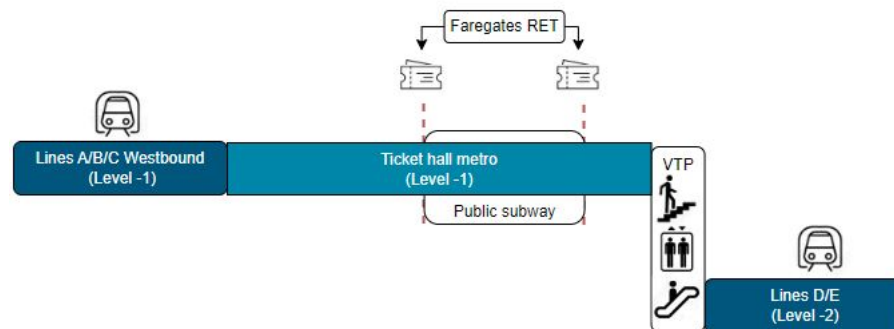 Faregates RET
Lines A/B/C Westbound
(Level -1)
Ticket hall metro
(Level -1)
VTP
Public subway
Lines D/E
(Level -2)